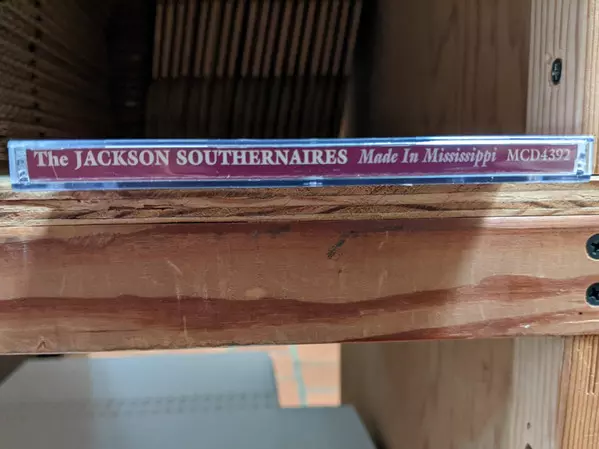 The JACKSON SOUTHERNAIRES Made In Mississippi MCD4392